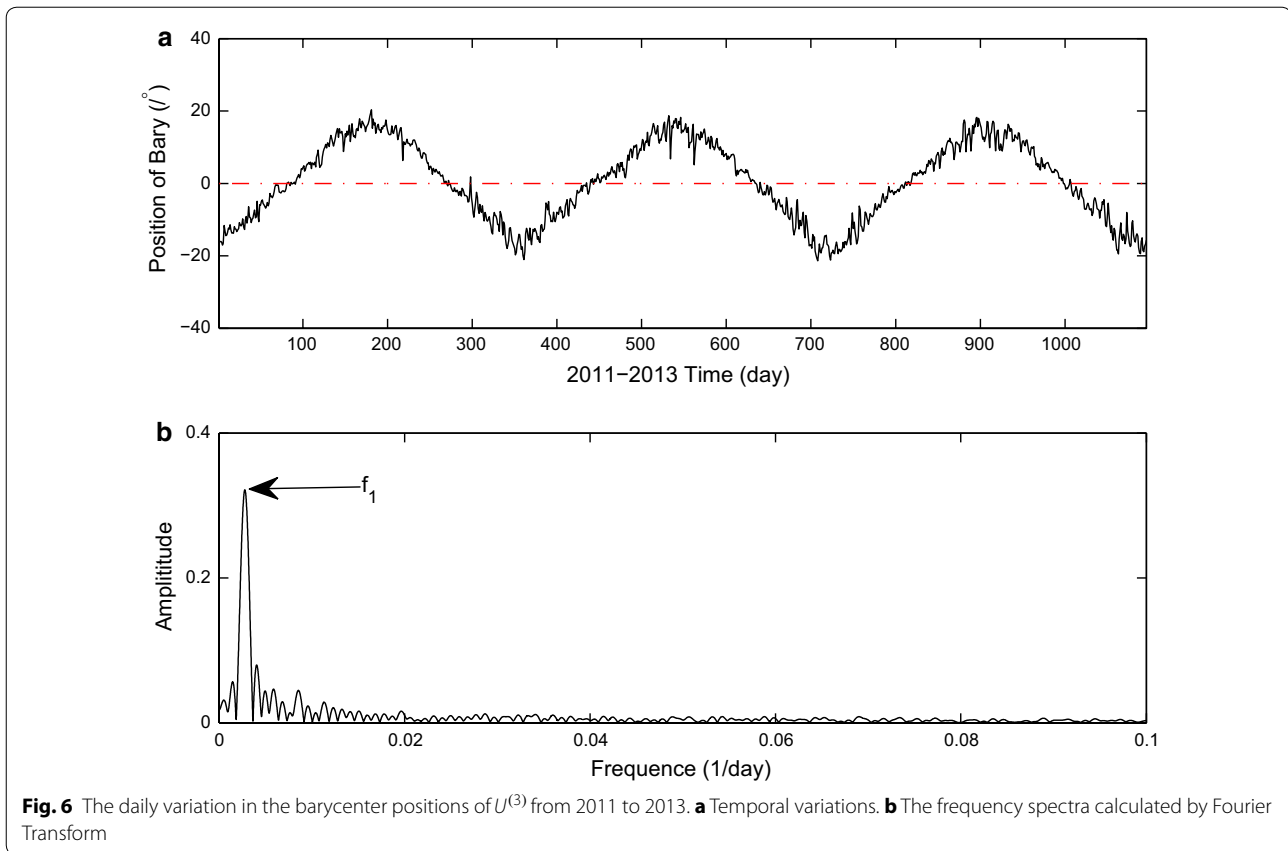 a
40
20
0
−20
−40
Position of Bary (/°)
100 200 300 400 500 600 700 800 900 1000
2011−2013 Time (day)
b
0.4
0.2
0
Amplititude
f1
0 0.02 0.04 0.06 0.08 0.1
Frequence (1/day)
Fig. 6 The daily variation in the barycenter positions of U(3) from 2011 to 2013. a Temporal variations. b The frequency spectra calculated by Fourier
Transform